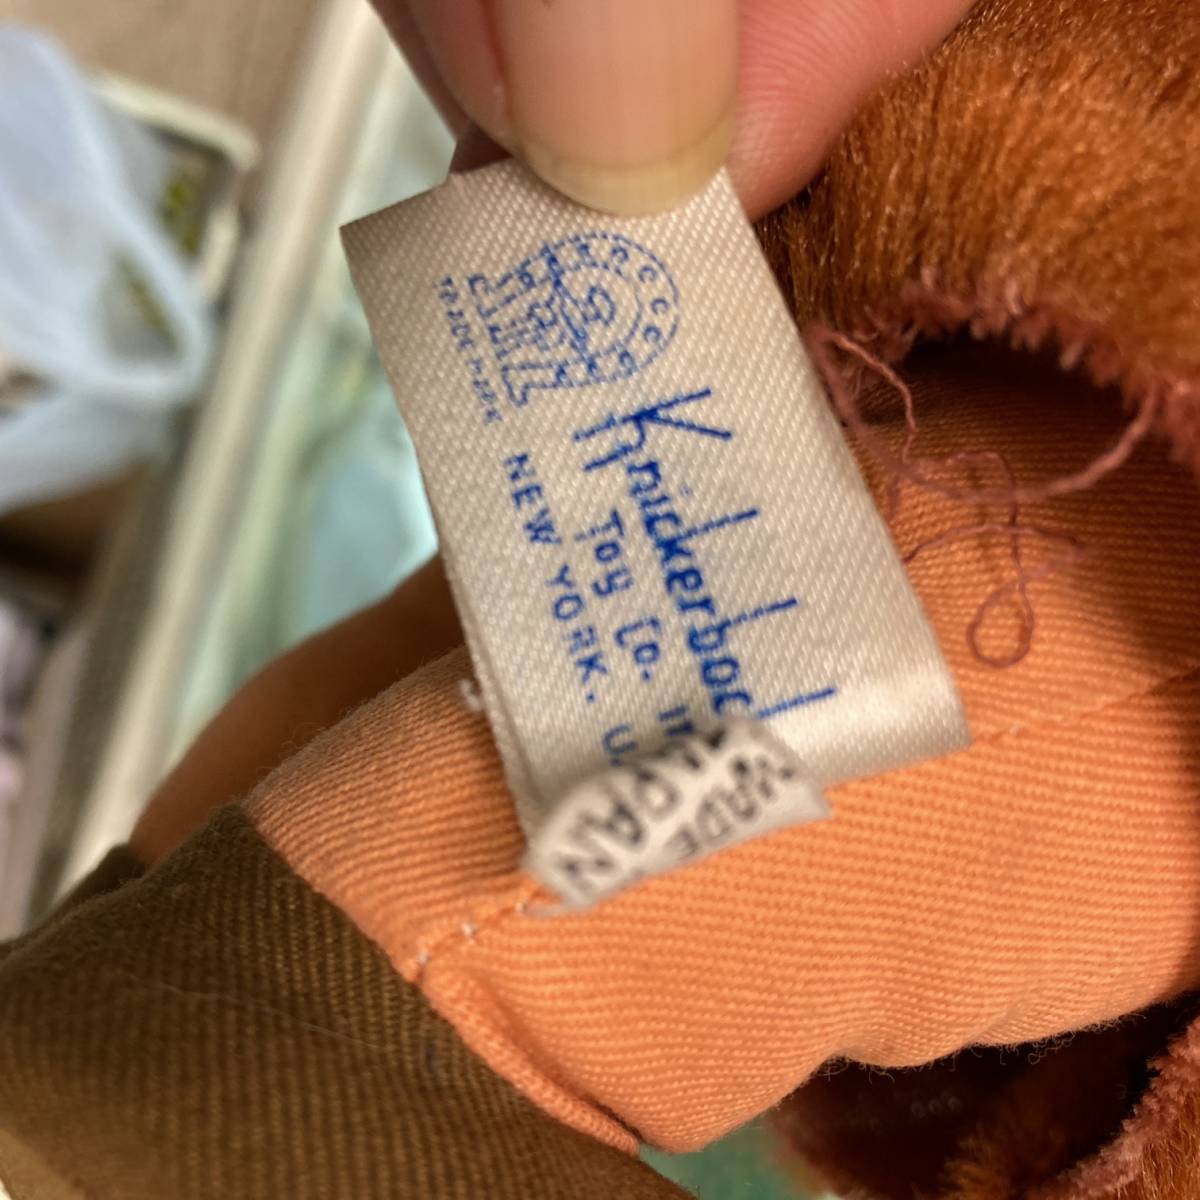 Knickerboc
Toy Co. I
NEW YORK. U.
TRADE MARK
MADE
JAPAN